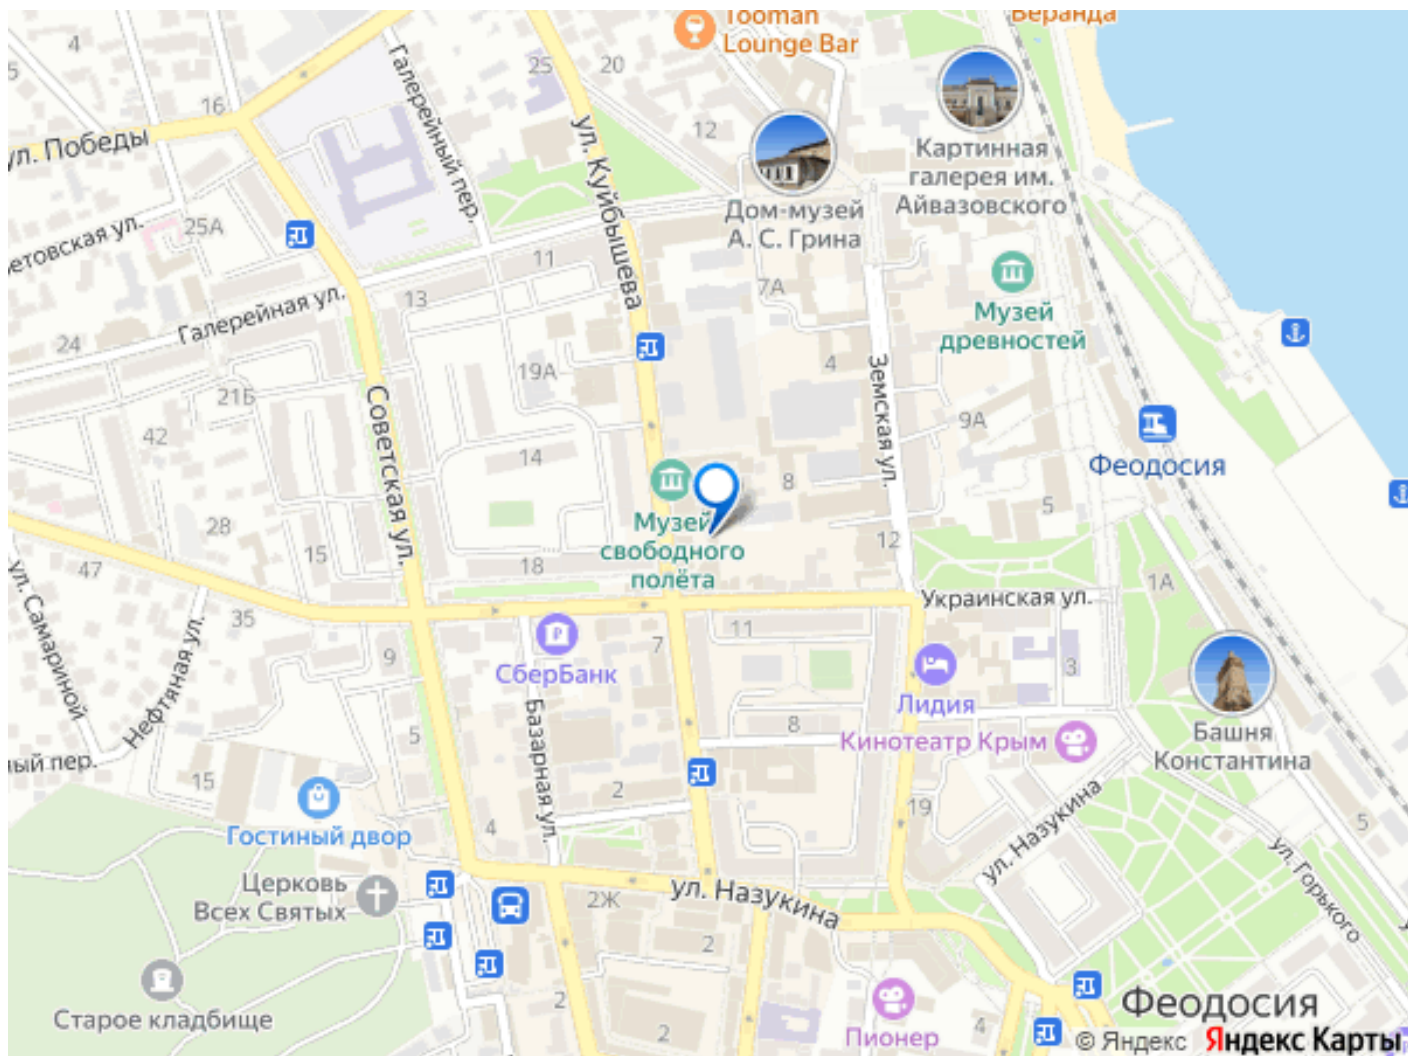 Tooman
Lounge Bar
Веранда
4
5
25
20
16
12
ул. Победы
Галерейный пер.
ул. Куйбышева
Картинная
галерея им.
Айвазовского
Дом-музей
А. С. Грина
25А
11
7А
13
Галерейная ул.
Музей
древностей
24
19А
4
21Б
Советская ул.
Земская ул.
9А
42
14
8
Феодосия
5
28
Музей
свободного
полёта
15
12
18
47
1А
ул. Самариной
35
Украинская ул.
Нефтяная ул.
7
11
9
3
СберБанк
Лидия
Базарная ул.
5
8
Кинотеатр Крым
Башня
Константина
ный пер.
15
2
19
5
Гостиный двор
4
ул. Назукина
ул. Горького
Церковь
Всех Святых
2Ж
ул. Назукина
2
Старое кладбище
2
2
Пионер
4
Феодосия
© Яндекс Яндекс Карты